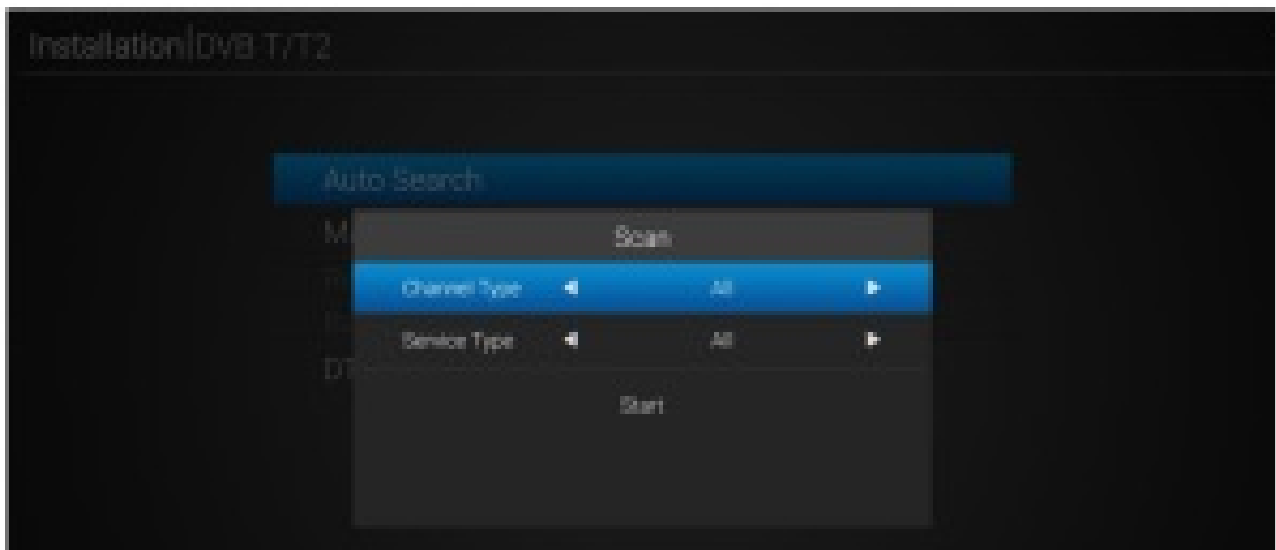 Installation|DVB T/T2
Auto Search
Scan
Channel Type All
Service Type All
Start